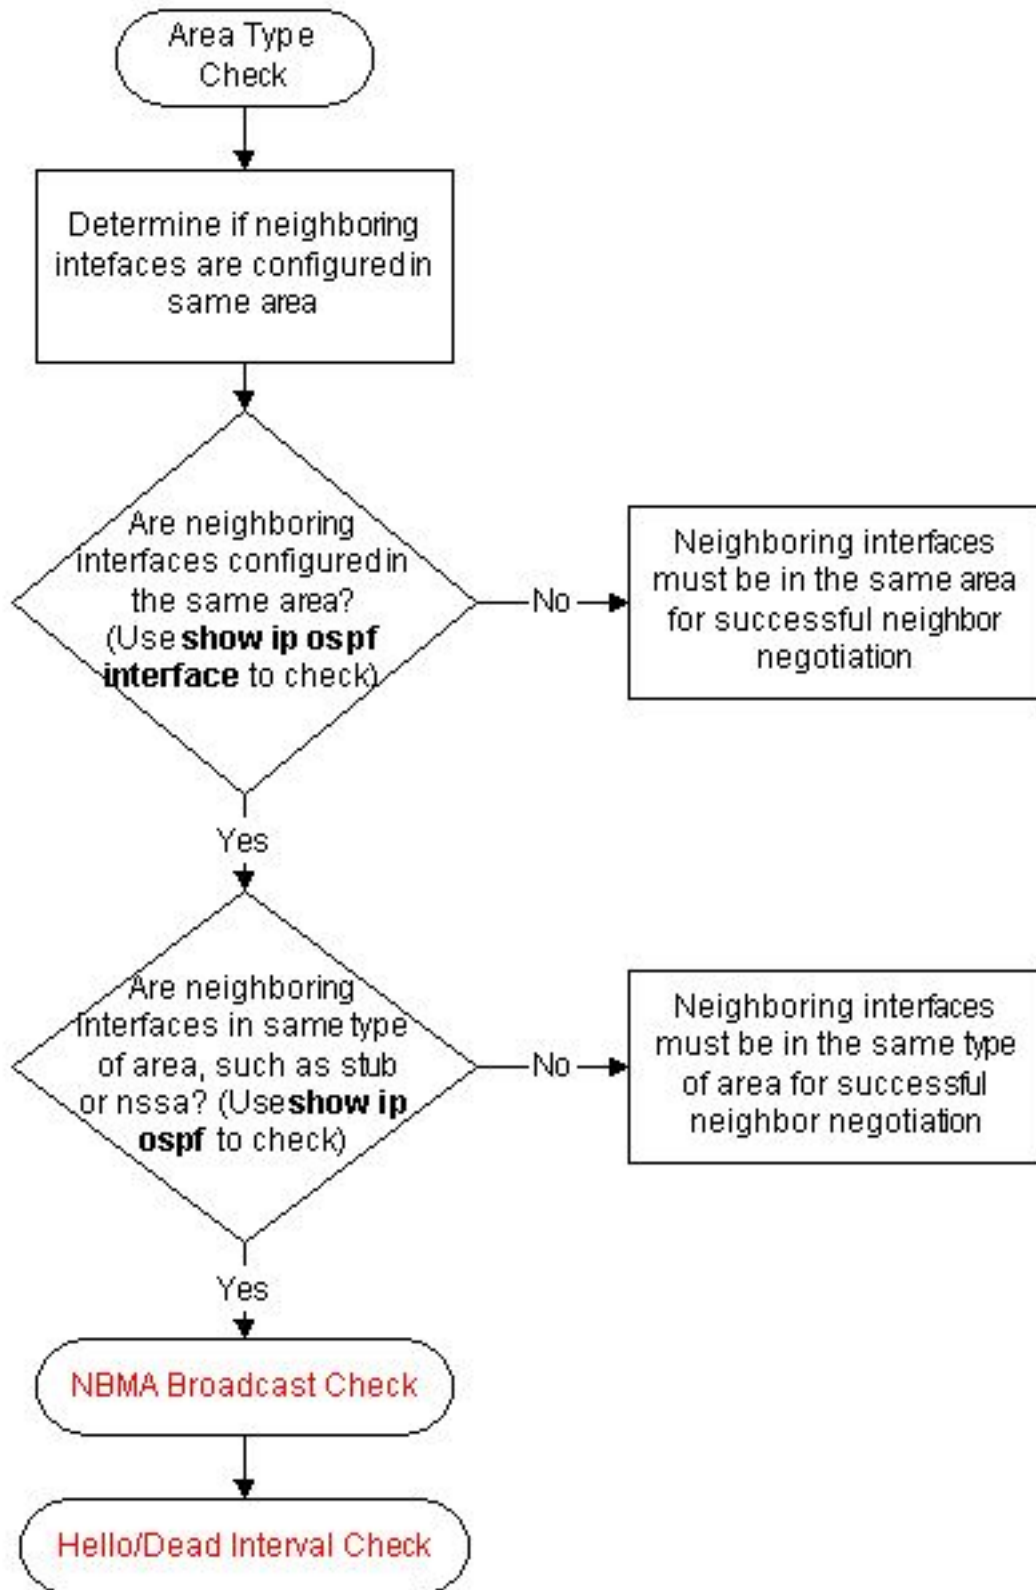 Area Type
Check
Determine if neighboring
intefaces are configured in
same area
Are neighboring
interfaces configured in
the same area?
(Use show ip ospf
interface to check)
No
Neighboring interfaces
must be in the same area
for successful neighbor
negotiation
Yes
Are neighboring
interfaces in same type
of area, such as stub
or nssa? (Use show ip
ospf to check)
No
Neighboring interfaces
must be in the same type
of area for successful
neighbor negotiation
Yes
NBMA Broadcast Check
Hello/Dead Interval Check